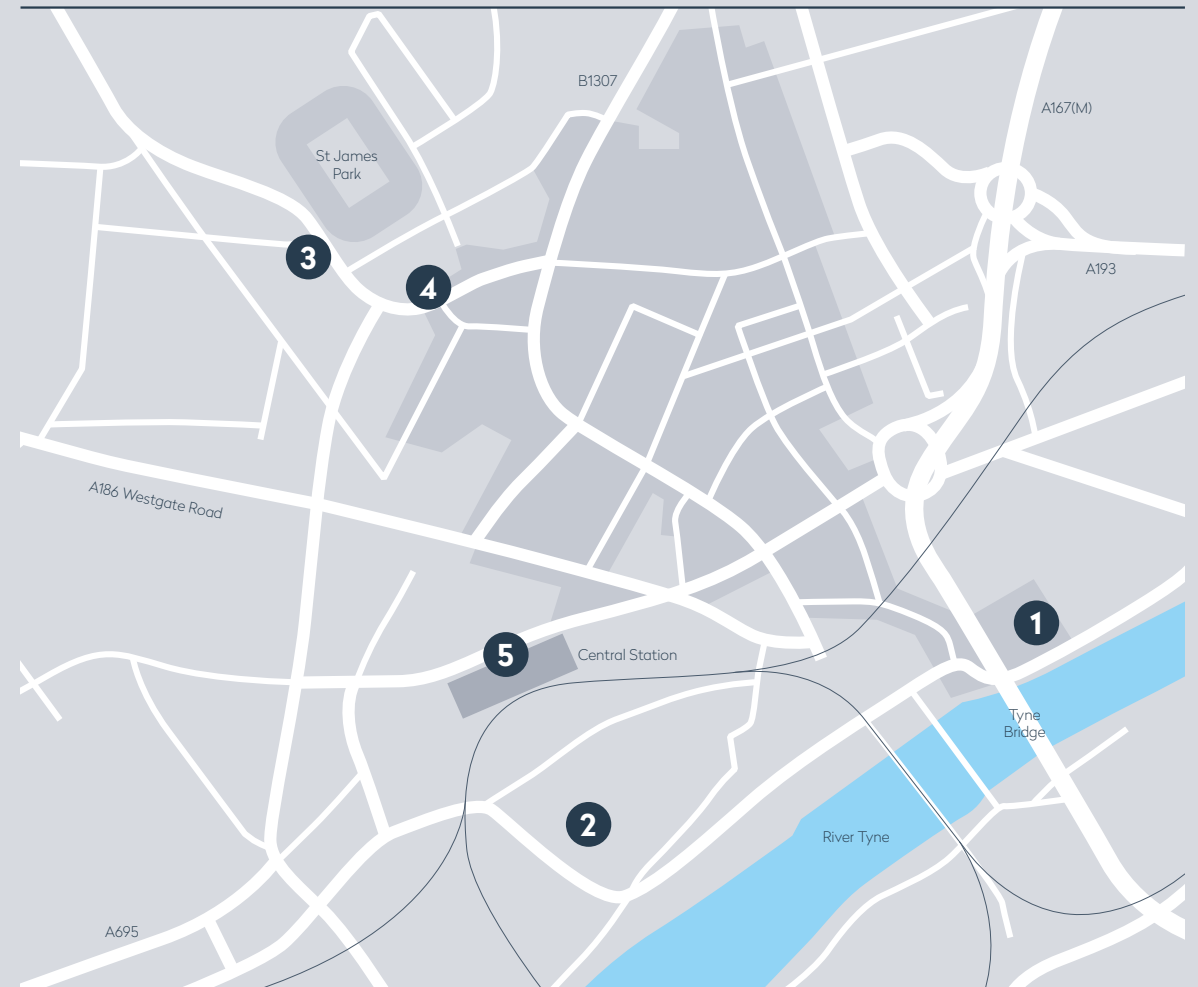 B1307
A167(M)
St James
Park
3
A193
4
A186 Westgate Road
1
5
Central Station
Tyne
Bridge
2
River Tyne
A695